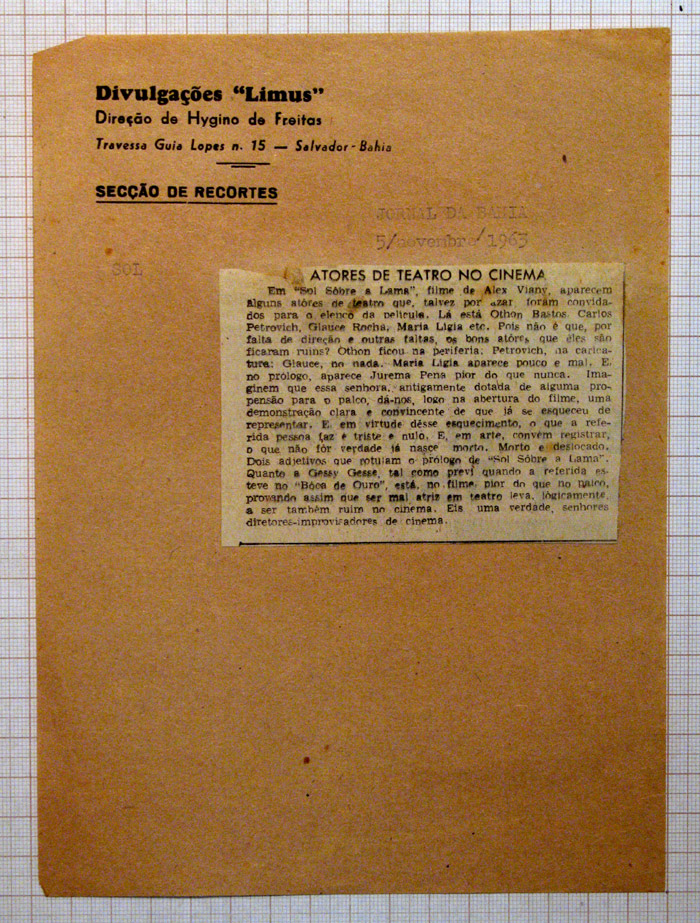 Divulgações “Limus”
Direção de Hygino de Freitas
Travessa Guia Lopes n. 15 — Salvador-Bahia
SECÇÃO DE RECORTES
JORNAL DA BAHIA
5/novembro/1963
SOL
ATORES DE TEATRO NO CINEMA
Em “Sol Sôbre a Lama”, filme de Alex Viany, aparecem
alguns atôres de teatro que, talvez por azar foram convida-
dos para o elenco da película. Lá está Othon Bastos. Carlos
Petrovich, Glauce Rocha, Maria Lígia etc. Pois não é que, por
falta de direção e outras faltas, os bons atôres que êles são
ficaram ruins? Othon ficou na periferia; Petrovich, na carica-
tura; Glauce, no nada. Maria Lígia aparece pouco e mal. E,
no prólogo, aparece Jurema Pena pior do que nunca. Ima-
ginem que essa senhora, antigamente dotada de alguma pro-
pensão para o palco, dá-nos, logo na abertura do filme, uma
demonstração clara e convincente de que já se esqueceu de
representar. E em virtude dêsse esquecimento, o que a refe-
rida pessoa faz é triste e nulo. E, em arte, convém registrar,
o que não fôr verdade já nasce morto. Morto e deslocado.
Dois adjetivos que rotulam o prólogo de “Sol Sôbre a Lama”.
Quanto a Gessy Gesse, tal como previ quando a referida es-
teve no “Bôca de Ouro”, está, no filme, pior do que no palco,
provando assim que ser mal atriz em teatro leva, lògicamente,
a ser também ruim no cinema. Eis uma verdade, senhores
diretores-improvisadores de cinema.